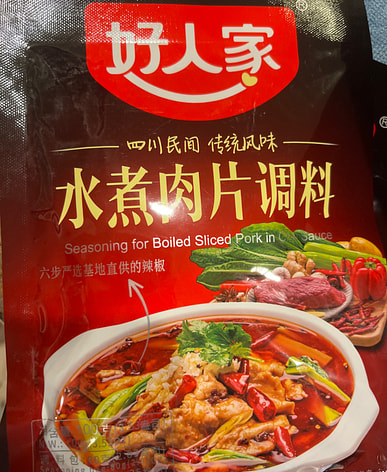 好人家
四川民间 传统风味
水煮肉片调料
Seasoning for Boiled Sliced Pork in Sauce
六步严选基地直供的辣椒